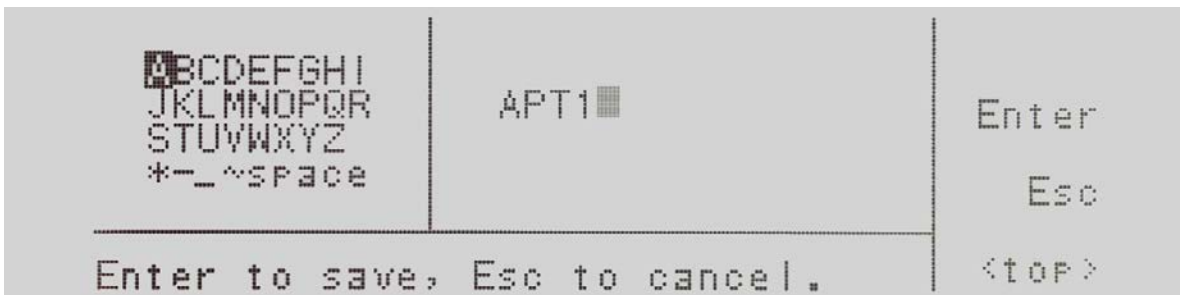 ABCDEFGHI
JKLMNOPQR
STUVWXYZ
*-_~space
APT1
Enter
Esc
Enter to save, Esc to cancel.
<top>